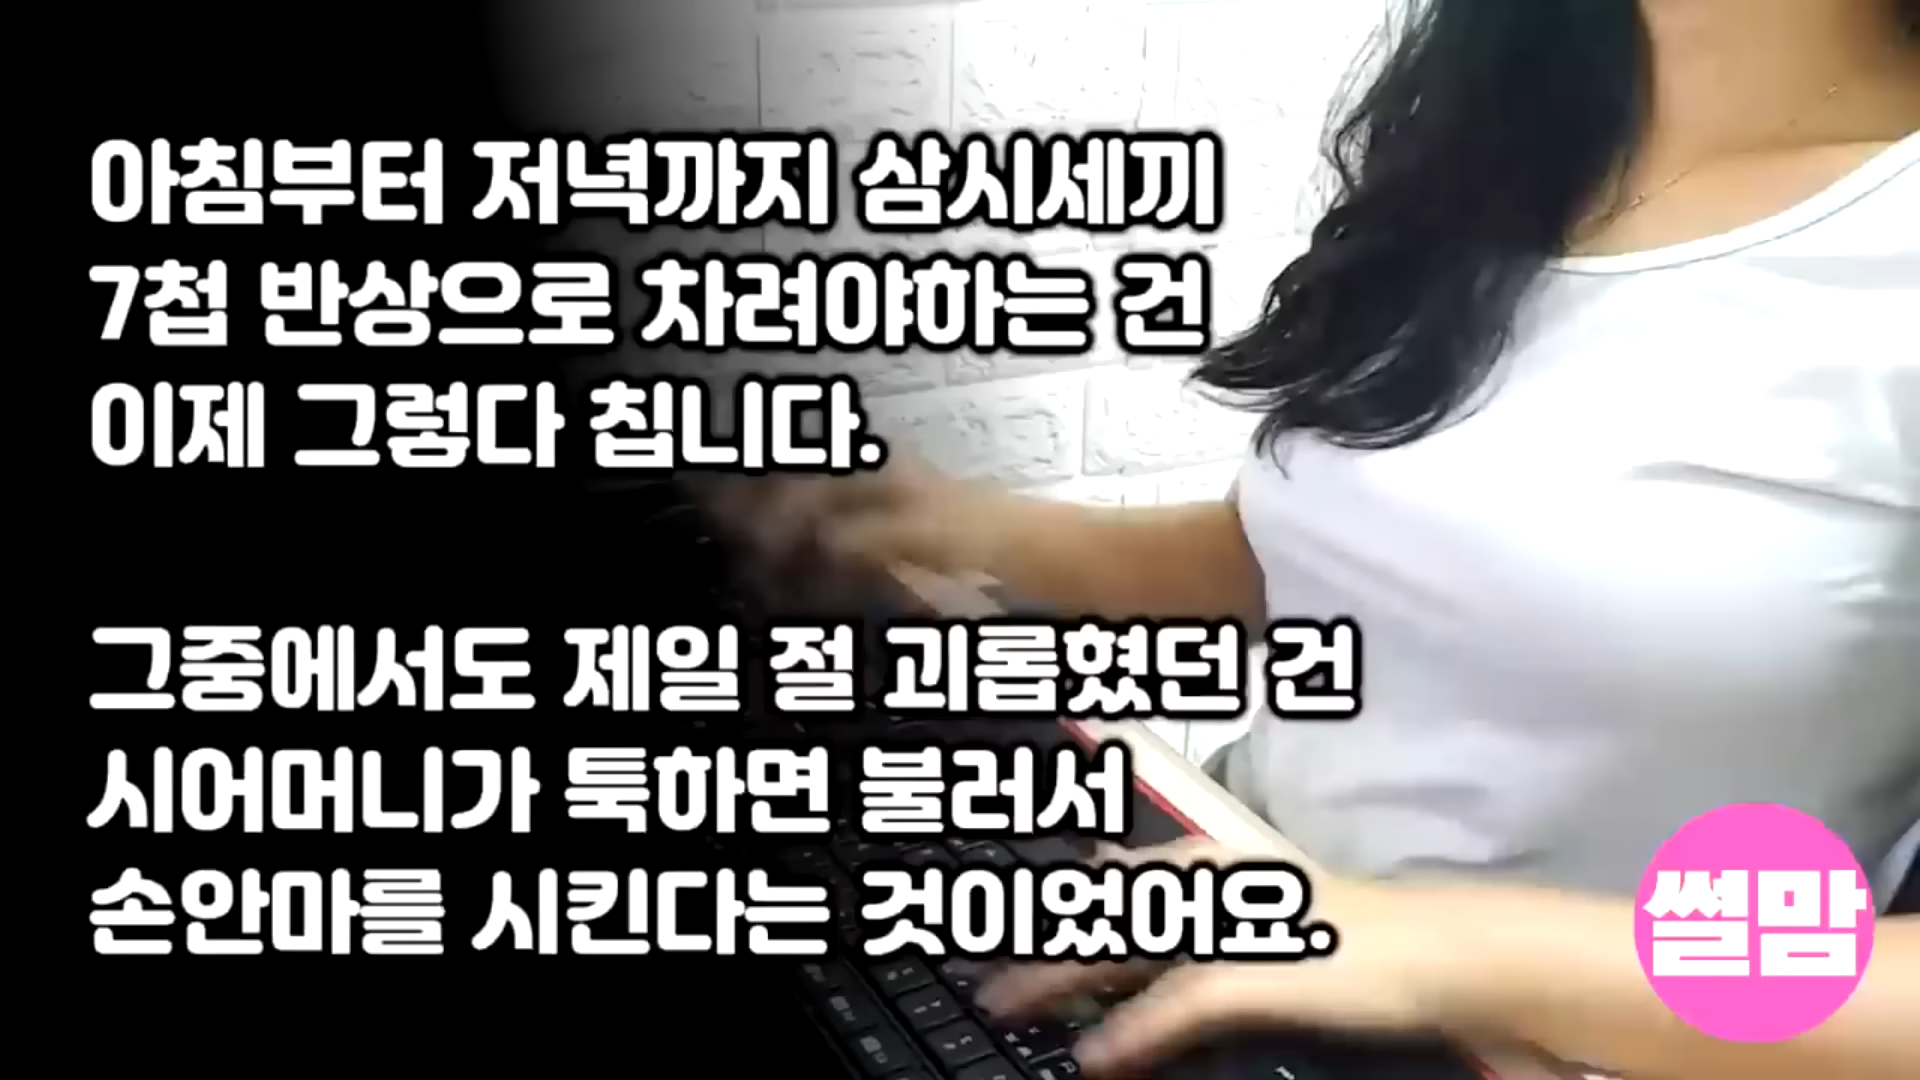 아침부터 저녁까지 삼시세끼
7첩 반상으로 차려야하는 건
이제 그렇다 칩니다.
그중에서도 제일 절 괴롭혔던 건
시어머니가 툭하면 불러서
손안마를 시킨다는 것이었어요.
썰맘